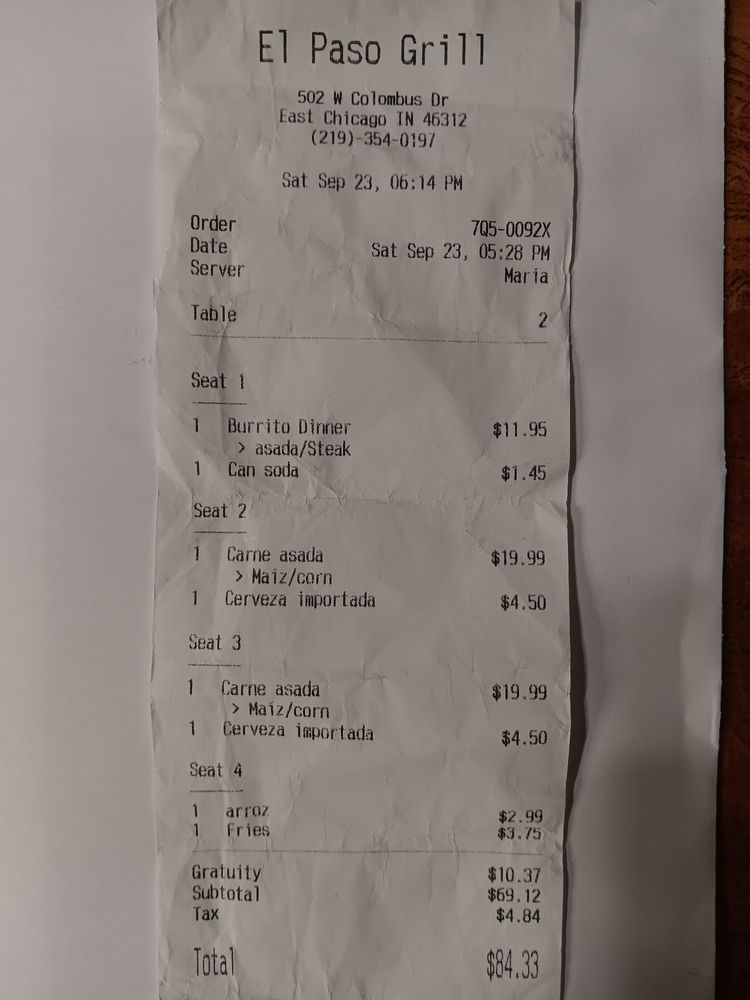 El Paso Grill
502 W Colombus Dr
East Chicago IN 46312
(219)-354-0197
Sat Sep 23, 06:14 PM
Order 7Q5-0092X
Date Sat Sep 23, 05:28 PM
Server Maria
Table 2
Seat 1
1 Burrito Dinner $11.95
> asada/Steak
1 Can soda $1.45
Seat 2
1 Carne asada $19.99
> Maíz/corn
1 Cerveza importada $4.50
Seat 3
1 Carne asada $19.99
> Maíz/corn
1 Cerveza importada $4.50
Seat 4
1 arroz $2.99
1 Fries $3.75
Gratuity $10.37
Subtotal $69.12
Tax $4.84
Total $84.33